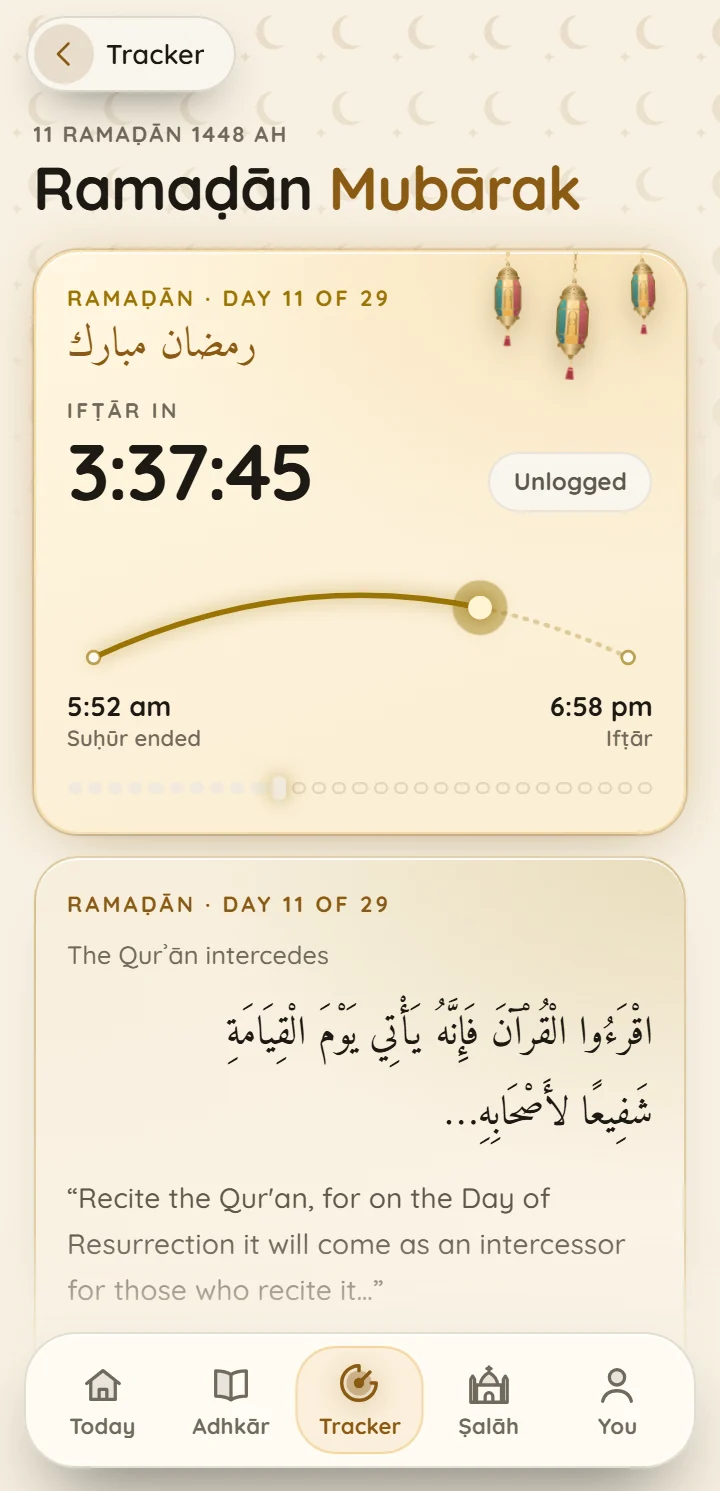 Tracker
11 RAMAḌĀN 1448 AH
Ramaḍān Mubārak
RAMAḌĀN · DAY 11 OF 29
رمضان مبارك
IFṬĀR IN
3:37:45
Unlogged
5:52 am
6:58 pm
Suḥūr ended
Ifṭār
RAMAḌĀN · DAY 11 OF 29
The Qurʾān intercedes
اقْرَءُوا الْقُرْآنَ فَإِنَّهُ يَأْتِي يَوْمَ الْقِيَامَةِ
شَفِيعًا لأَصْحَابِهِ...
“Recite the Qur'an, for on the Day of
Resurrection it will come as an intercessor
for those who recite it...”
Today
Adhkār
Tracker
Ṣalāh
You